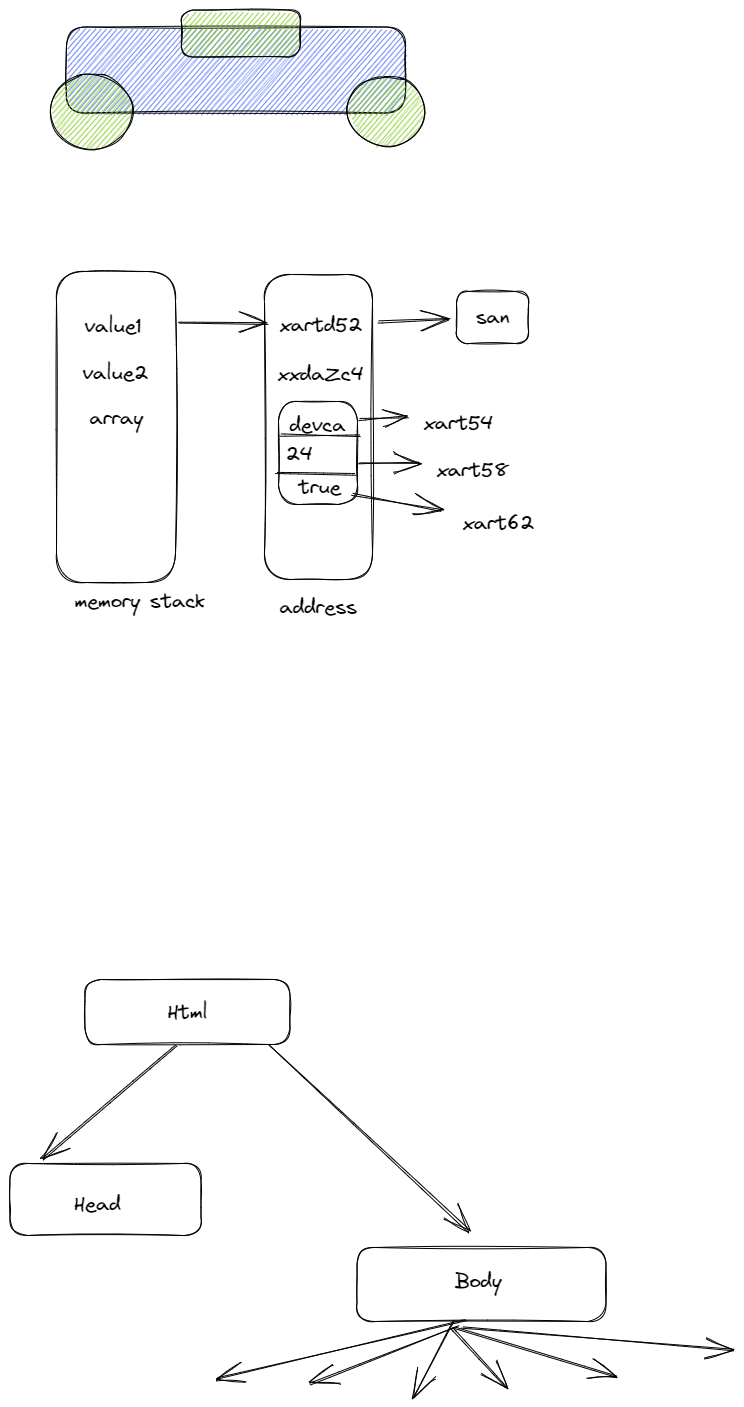 value1
value2
array
memory stack
xartd52
xxdaZc4
devca
24
true
address
san
xart54
xart58
xart62
Html
Head
Body